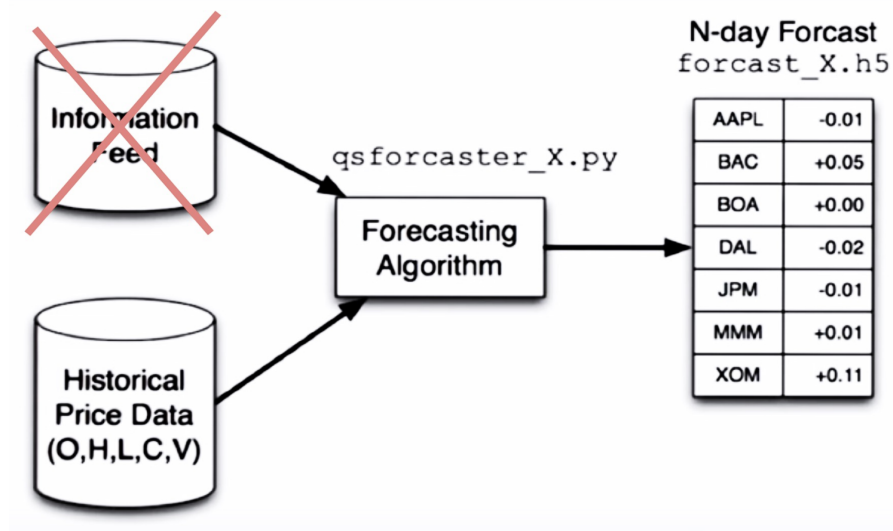 Information
Feed
Historical
Price Data
(O,H,L,C,V)
qsforcaster_X.py
Forecasting
Algorithm
N-day Forcast
forcast_X.h5
AAPL -0.01
BAC +0.05
BOA +0.00
DAL -0.02
JPM -0.01
MMM +0.01
XOM +0.11